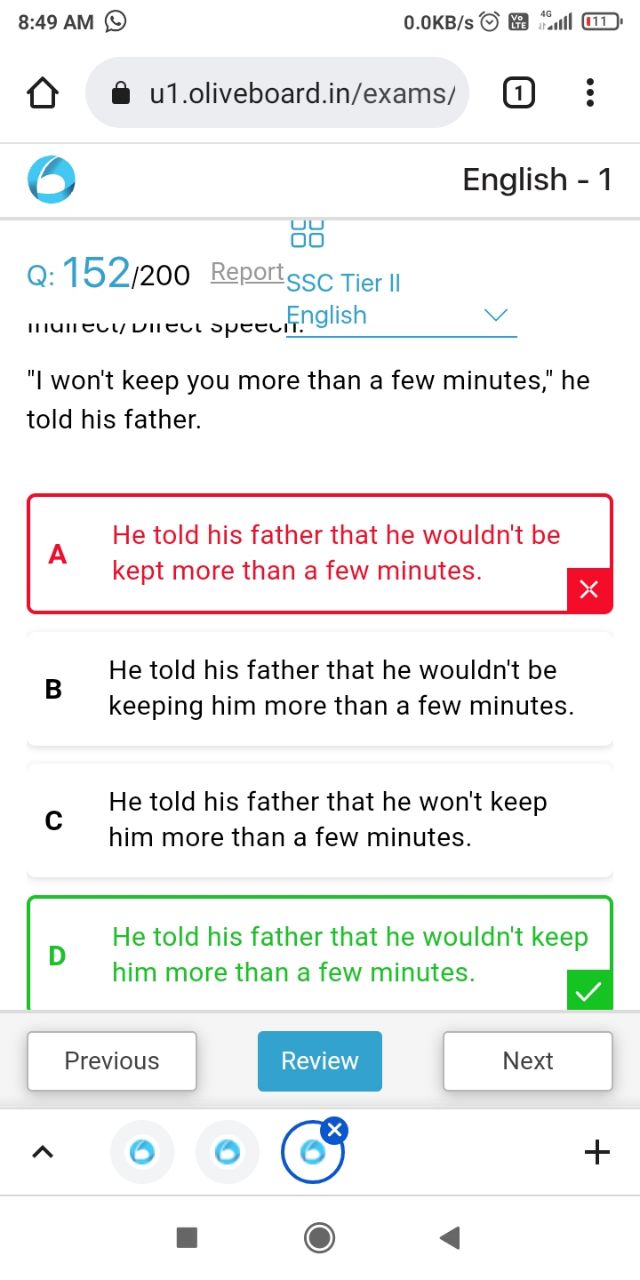 8:49 AM
0.0KB/s Vo LTE 4G 11
u1.oliveboard.in/exams/
1
English - 1
Q: 152/200 Report
SSC Tier II
English
Indirect/Direct speech.
"I won't keep you more than a few minutes," he
told his father.
A
He told his father that he wouldn't be
kept more than a few minutes.
B
He told his father that he wouldn't be
keeping him more than a few minutes.
C
He told his father that he won't keep
him more than a few minutes.
D
He told his father that he wouldn't keep
him more than a few minutes.
Previous Review Next